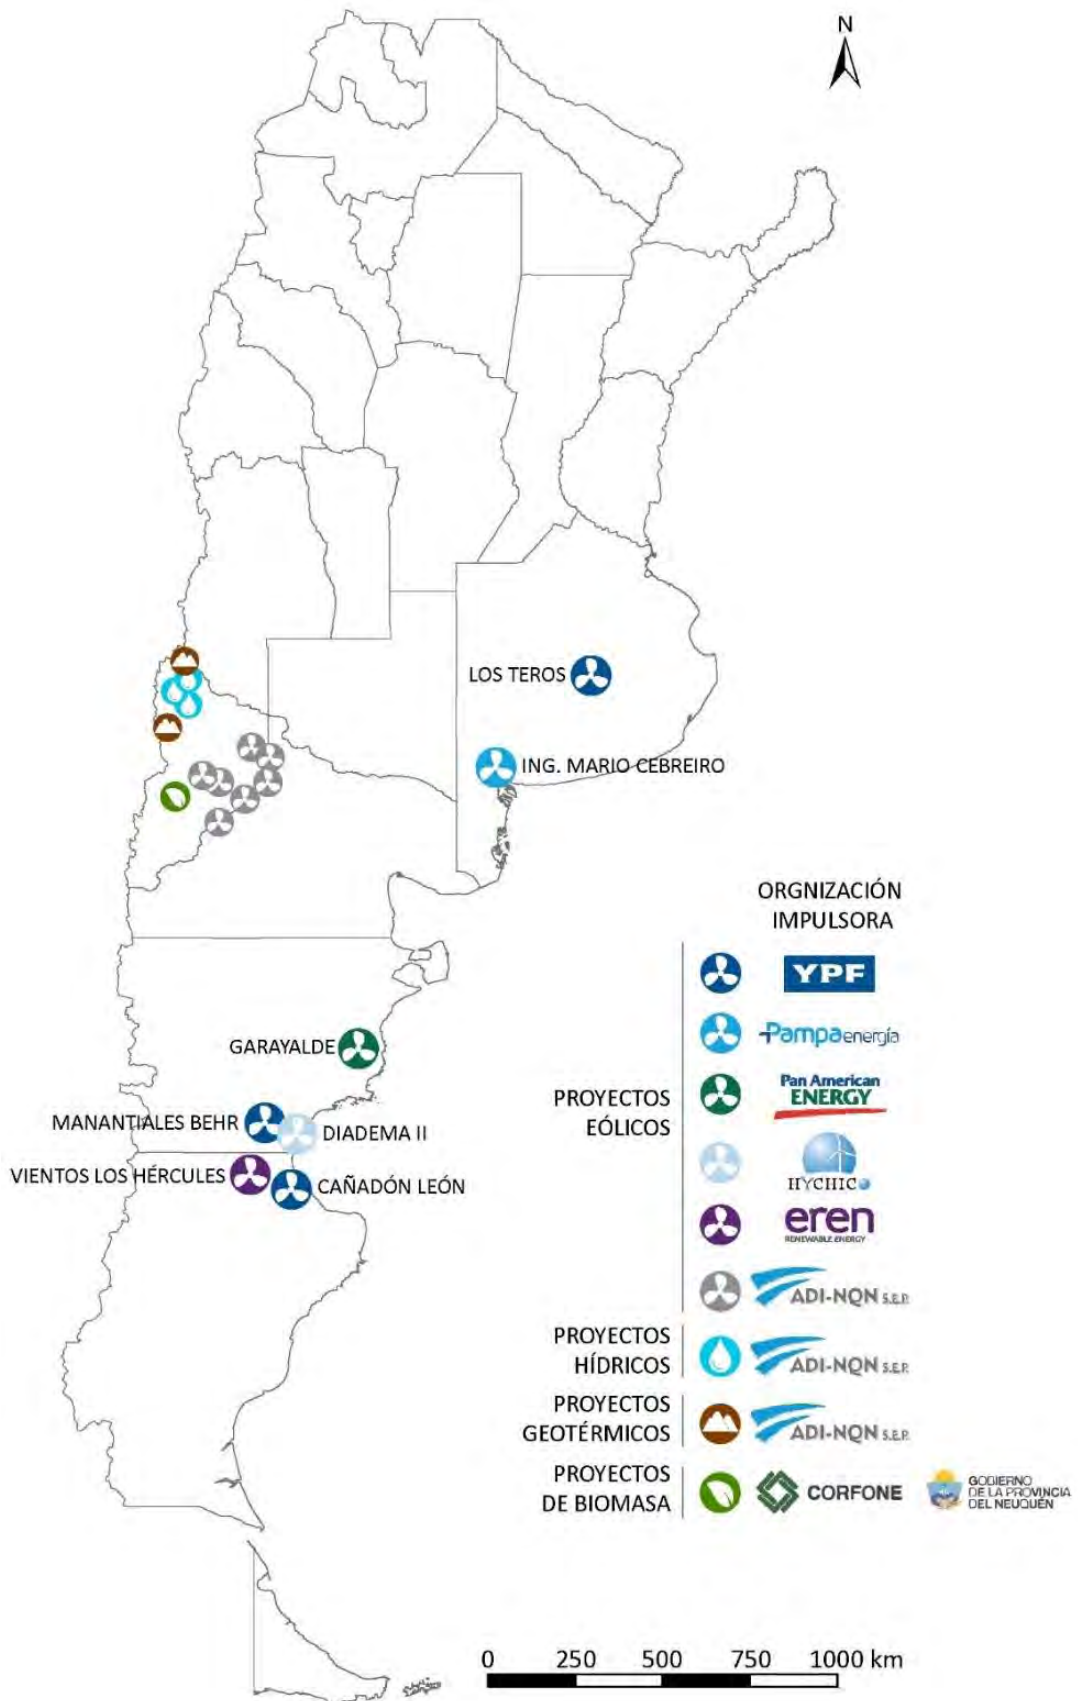 N
LOS TEROS
ING. MARIO CEBREIRO
GARAYALDE
MANANTIALES BEHR
DIADEMA II
VIENTOS LOS HÉRCULES
CAÑADÓN LEÓN
ORGNIZACIÓN
IMPULSORA
PROYECTOS
EÓLICOS
YPF
Pampa energía
Pan American
ENERGY
HYCHICO
eren
RENEWABLE ENERGY
ADI-NQN S.E.P.
PROYECTOS
HÍDRICOS
ADI-NQN S.E.P.
PROYECTOS
GEOTÉRMICOS
ADI-NQN S.E.P.
PROYECTOS
DE BIOMASA
CORFONE
GOBIERNO
DE LA PROVINCIA
DEL NEUQUÉN
0 250 500 750 1000 km